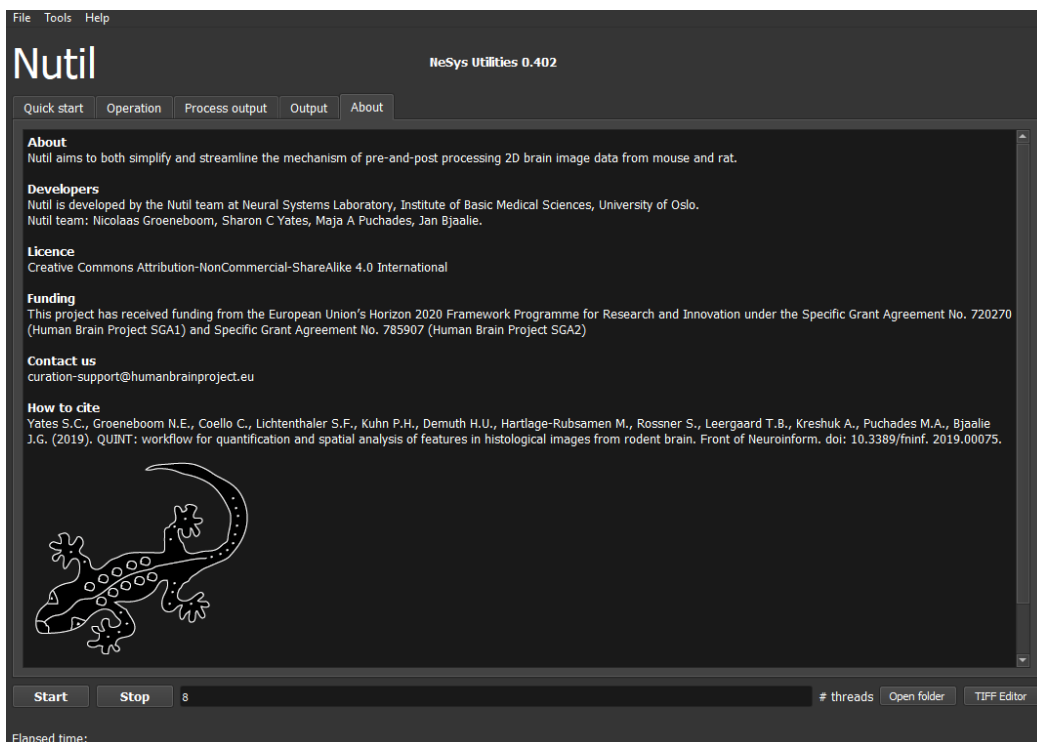 File Tools Help
Nutil
NeSys Utilities 0.402
Quick start Operation Process output Output About
About
Nutil aims to both simplify and streamline the mechanism of pre-and-post processing 2D brain image data from mouse and rat.
Developers
Nutil is developed by the Nutil team at Neural Systems Laboratory, Institute of Basic Medical Sciences, University of Oslo.
Nutil team: Nicolaas Groeneboom, Sharon C Yates, Maja A Puchades, Jan Bjaalie.
Licence
Creative Commons Attribution-NonCommercial-ShareAlike 4.0 International
Funding
This project has received funding from the European Union's Horizon 2020 Framework Programme for Research and Innovation under the Specific Grant Agreement No. 720270
(Human Brain Project SGA1) and Specific Grant Agreement No. 785907 (Human Brain Project SGA2)
Contact us
curation-support@humanbrainproject.eu
How to cite
Yates S.C., Groeneboom N.E., Coello C., Lichtenthaler S.F., Kuhn P.H., Demuth H.U., Hartlage-Rubsamen M., Rossner S., Leergaard T.B., Kreshuk A., Puchades M.A., Bjaalie
J.G. (2019). QUINT: workflow for quantification and spatial analysis of features in histological images from rodent brain. Front of Neuroinform. doi: 10.3389/fninf. 2019.00075.
Start Stop 8 # threads Open folder TIFF Editor
Elapsed time: